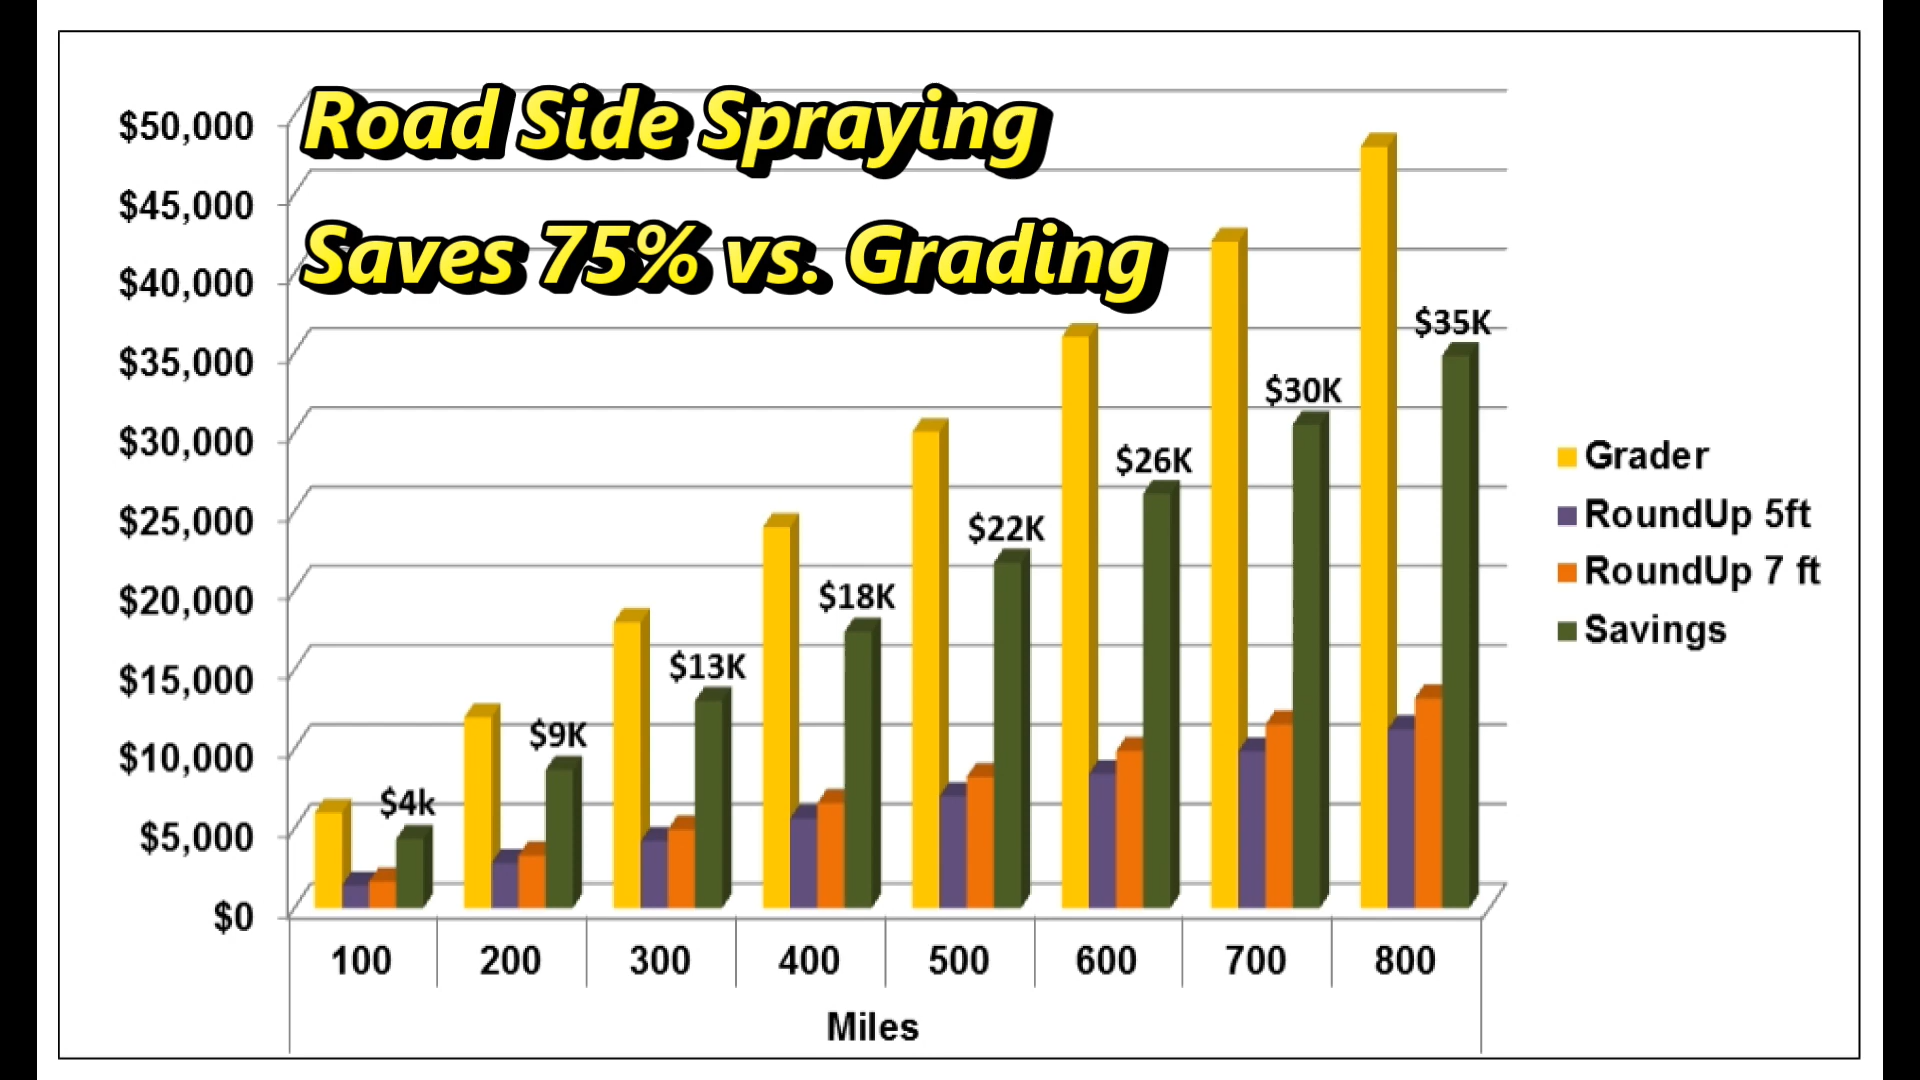 Road Side Spraying
Saves 75% vs. Grading
$50,000
$45,000
$40,000
$35,000
$30,000
$25,000
$20,000
$15,000
$10,000
$5,000
$0
$4k
$9K
$13K
$18K
$22K
$26K
$30K
$35K
100 200 300 400 500 600 700 800
Miles
Grader
RoundUp 5ft
RoundUp 7 ft
Savings